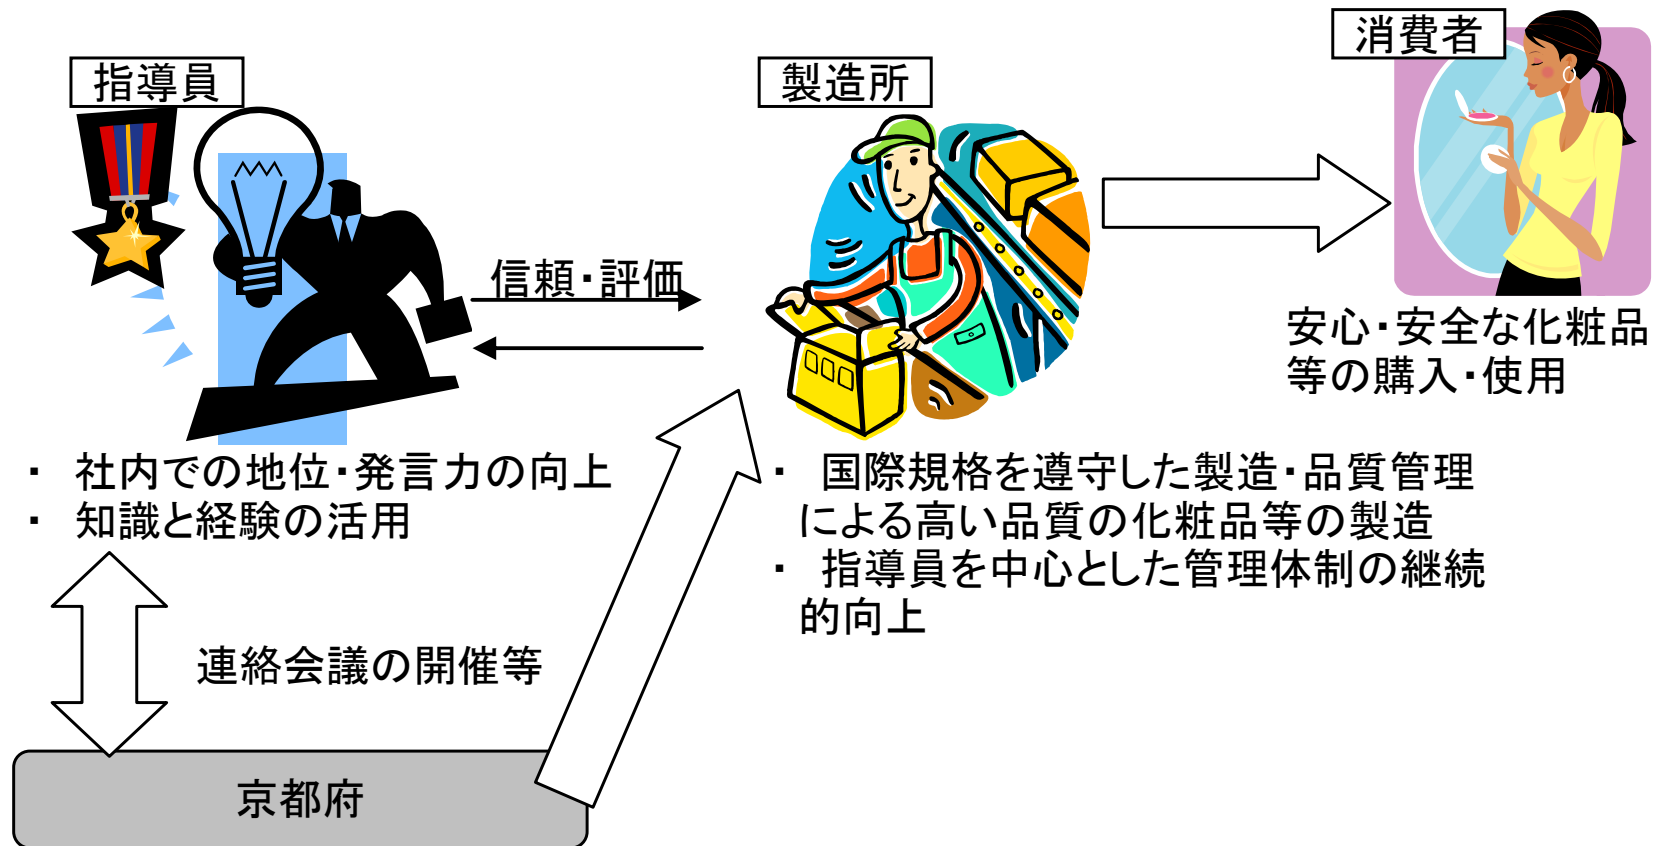 指導員
製造所
消費者
信頼・評価
安心・安全な化粧品
等の購入・使用
・ 社内での地位・発言力の向上
・ 知識と経験の活用
・ 国際規格を遵守した製造・品質管理
による高い品質の化粧品等の製造
・ 指導員を中心とした管理体制の継続
的向上
連絡会議の開催等
京都府